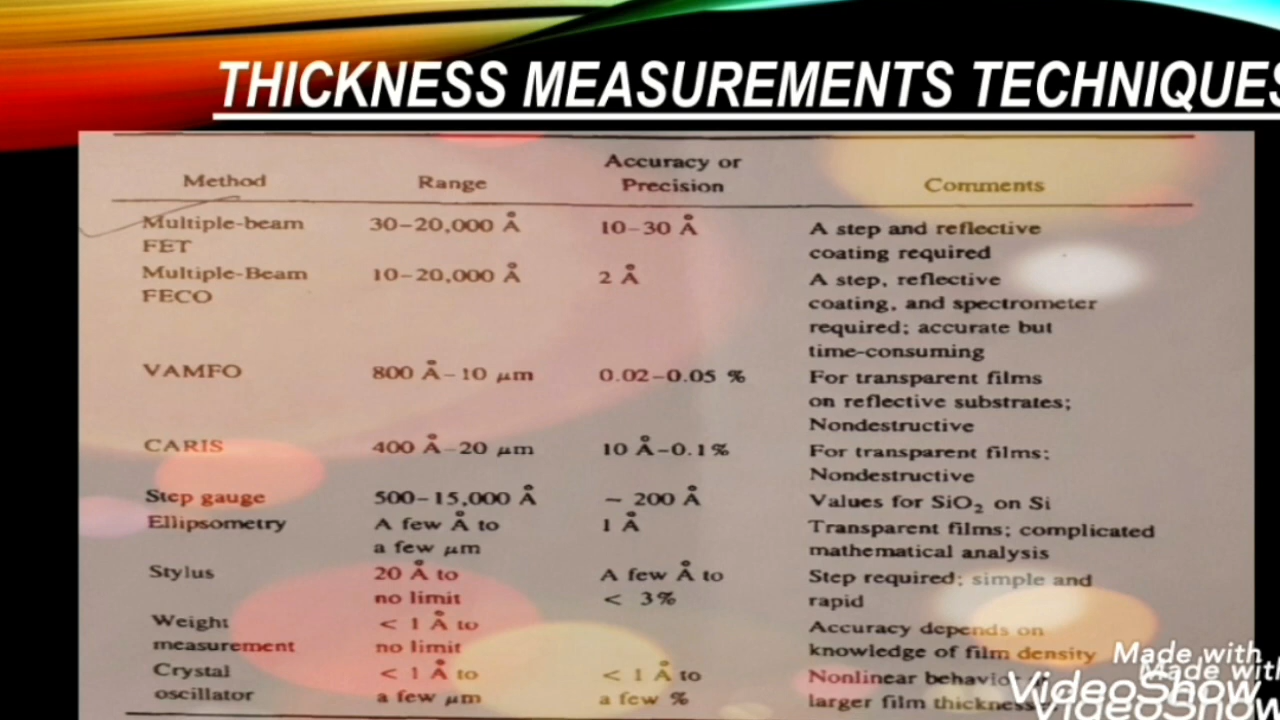 THICKNESS MEASUREMENTS TECHNIQUES
Accuracy or
Method Range Precision Comments
Multiple-beam 30–20,000 Å 10–30 Å A step and reflective
FET coating required
Multiple-Beam 10–20,000 Å 2 Å A step, reflective
FECO coating, and spectrometer
required; accurate but
time-consuming
VAMFO 800 Å–10 μm 0.02–0.05 % For transparent films
on reflective substrates;
Nondestructive
CARIS 400 Å–20 μm 10 Å–0.1% For transparent films;
Nondestructive
Step gauge 500–15,000 Å ~ 200 Å Values for SiO₂ on Si
Ellipsometry A few Å to 1 Å Transparent films; complicated
a few μm mathematical analysis
Stylus 20 Å to A few Å to Step required; simple and
no limit < 3% rapid
Weight < 1 Å to Accuracy depends on
measurement no limit knowledge of film density
Crystal < 1 Å to < 1 Å to Nonlinear behavior
oscillator a few μm a few % larger film thickness
Made with
Made with
VideoShow
VideoShow